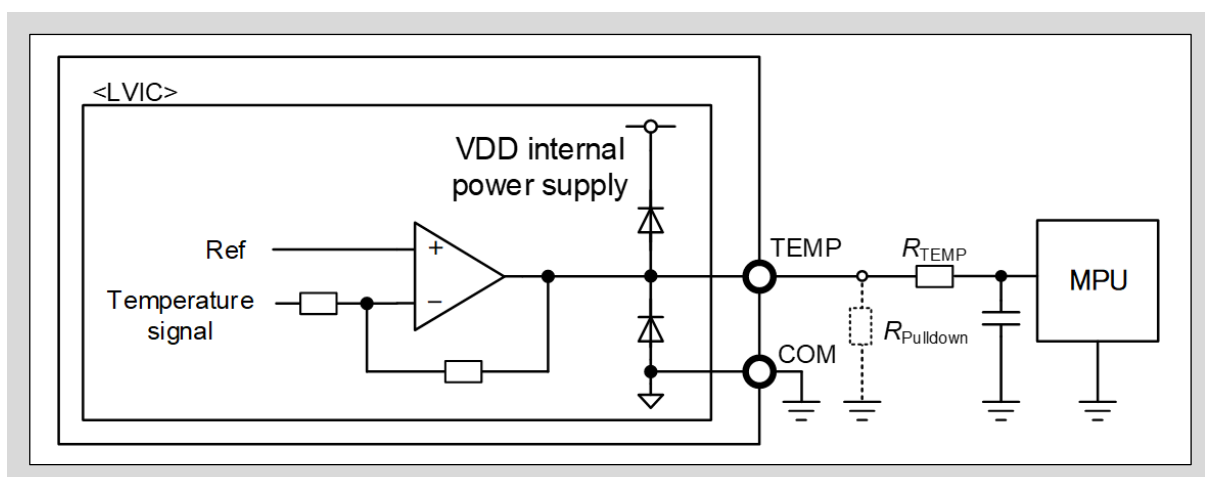 <LVIC>
VDD internal
power supply
Ref
+
Temperature
signal
−
TEMP
RTEMP
MPU
RPulldown
COM